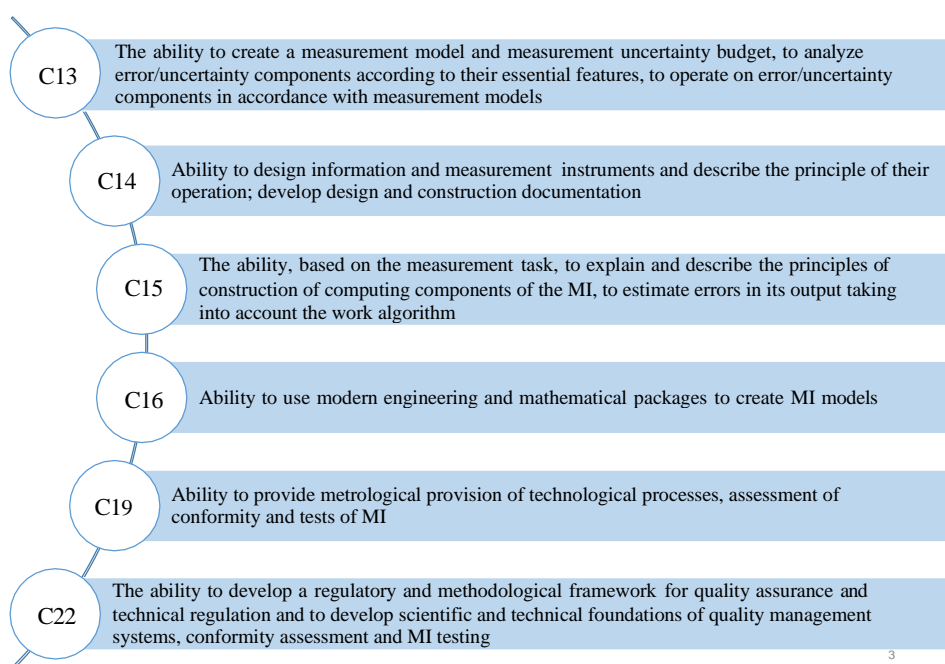 C13
The ability to create a measurement model and measurement uncertainty budget, to analyze
error/uncertainty components according to their essential features, to operate on error/uncertainty
components in accordance with measurement models
C14
Ability to design information and measurement instruments and describe the principle of their
operation; develop design and construction documentation
C15
The ability, based on the measurement task, to explain and describe the principles of
construction of computing components of the MI, to estimate errors in its output taking
into account the work algorithm
C16
Ability to use modern engineering and mathematical packages to create MI models
C19
Ability to provide metrological provision of technological processes, assessment of
conformity and tests of MI
C22
The ability to develop a regulatory and methodological framework for quality assurance and
technical regulation and to develop scientific and technical foundations of quality management
systems, conformity assessment and MI testing
3